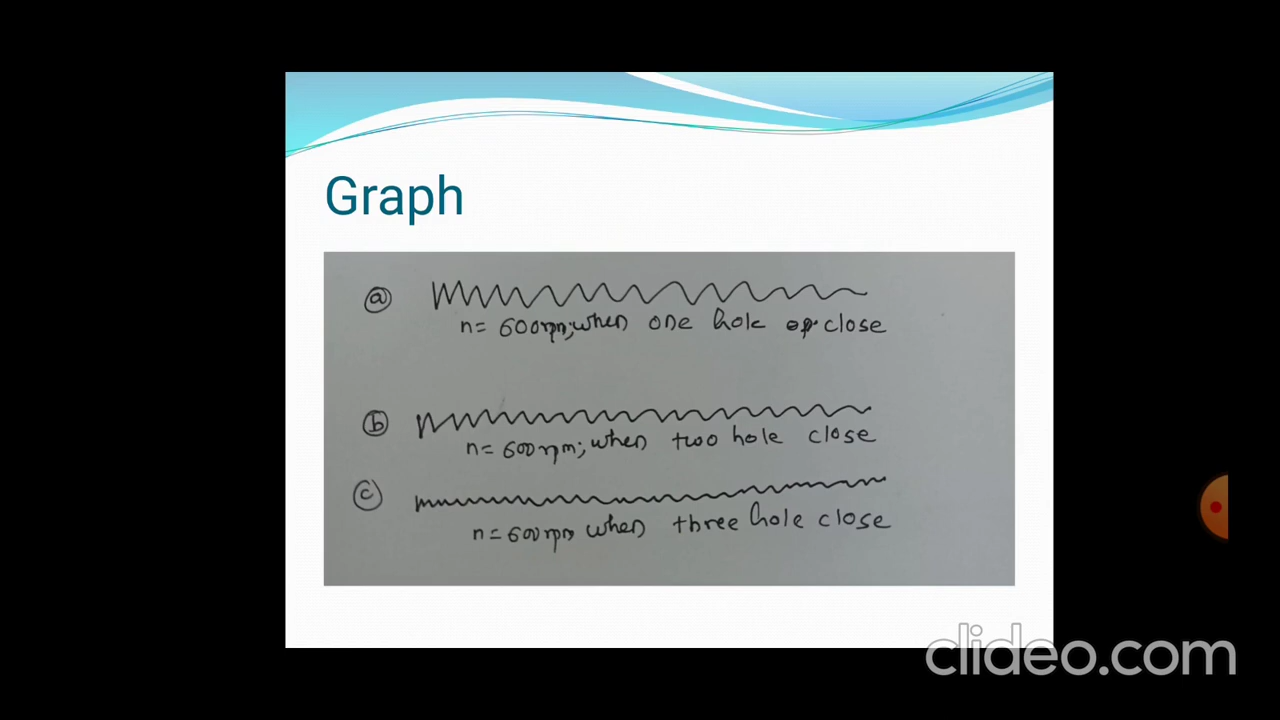 Graph
ⓐ
n= 600rpm; when one hole close
ⓑ
n= 600rpm; when two hole close
ⓒ
n=600rpm when three hole close
clideo.com